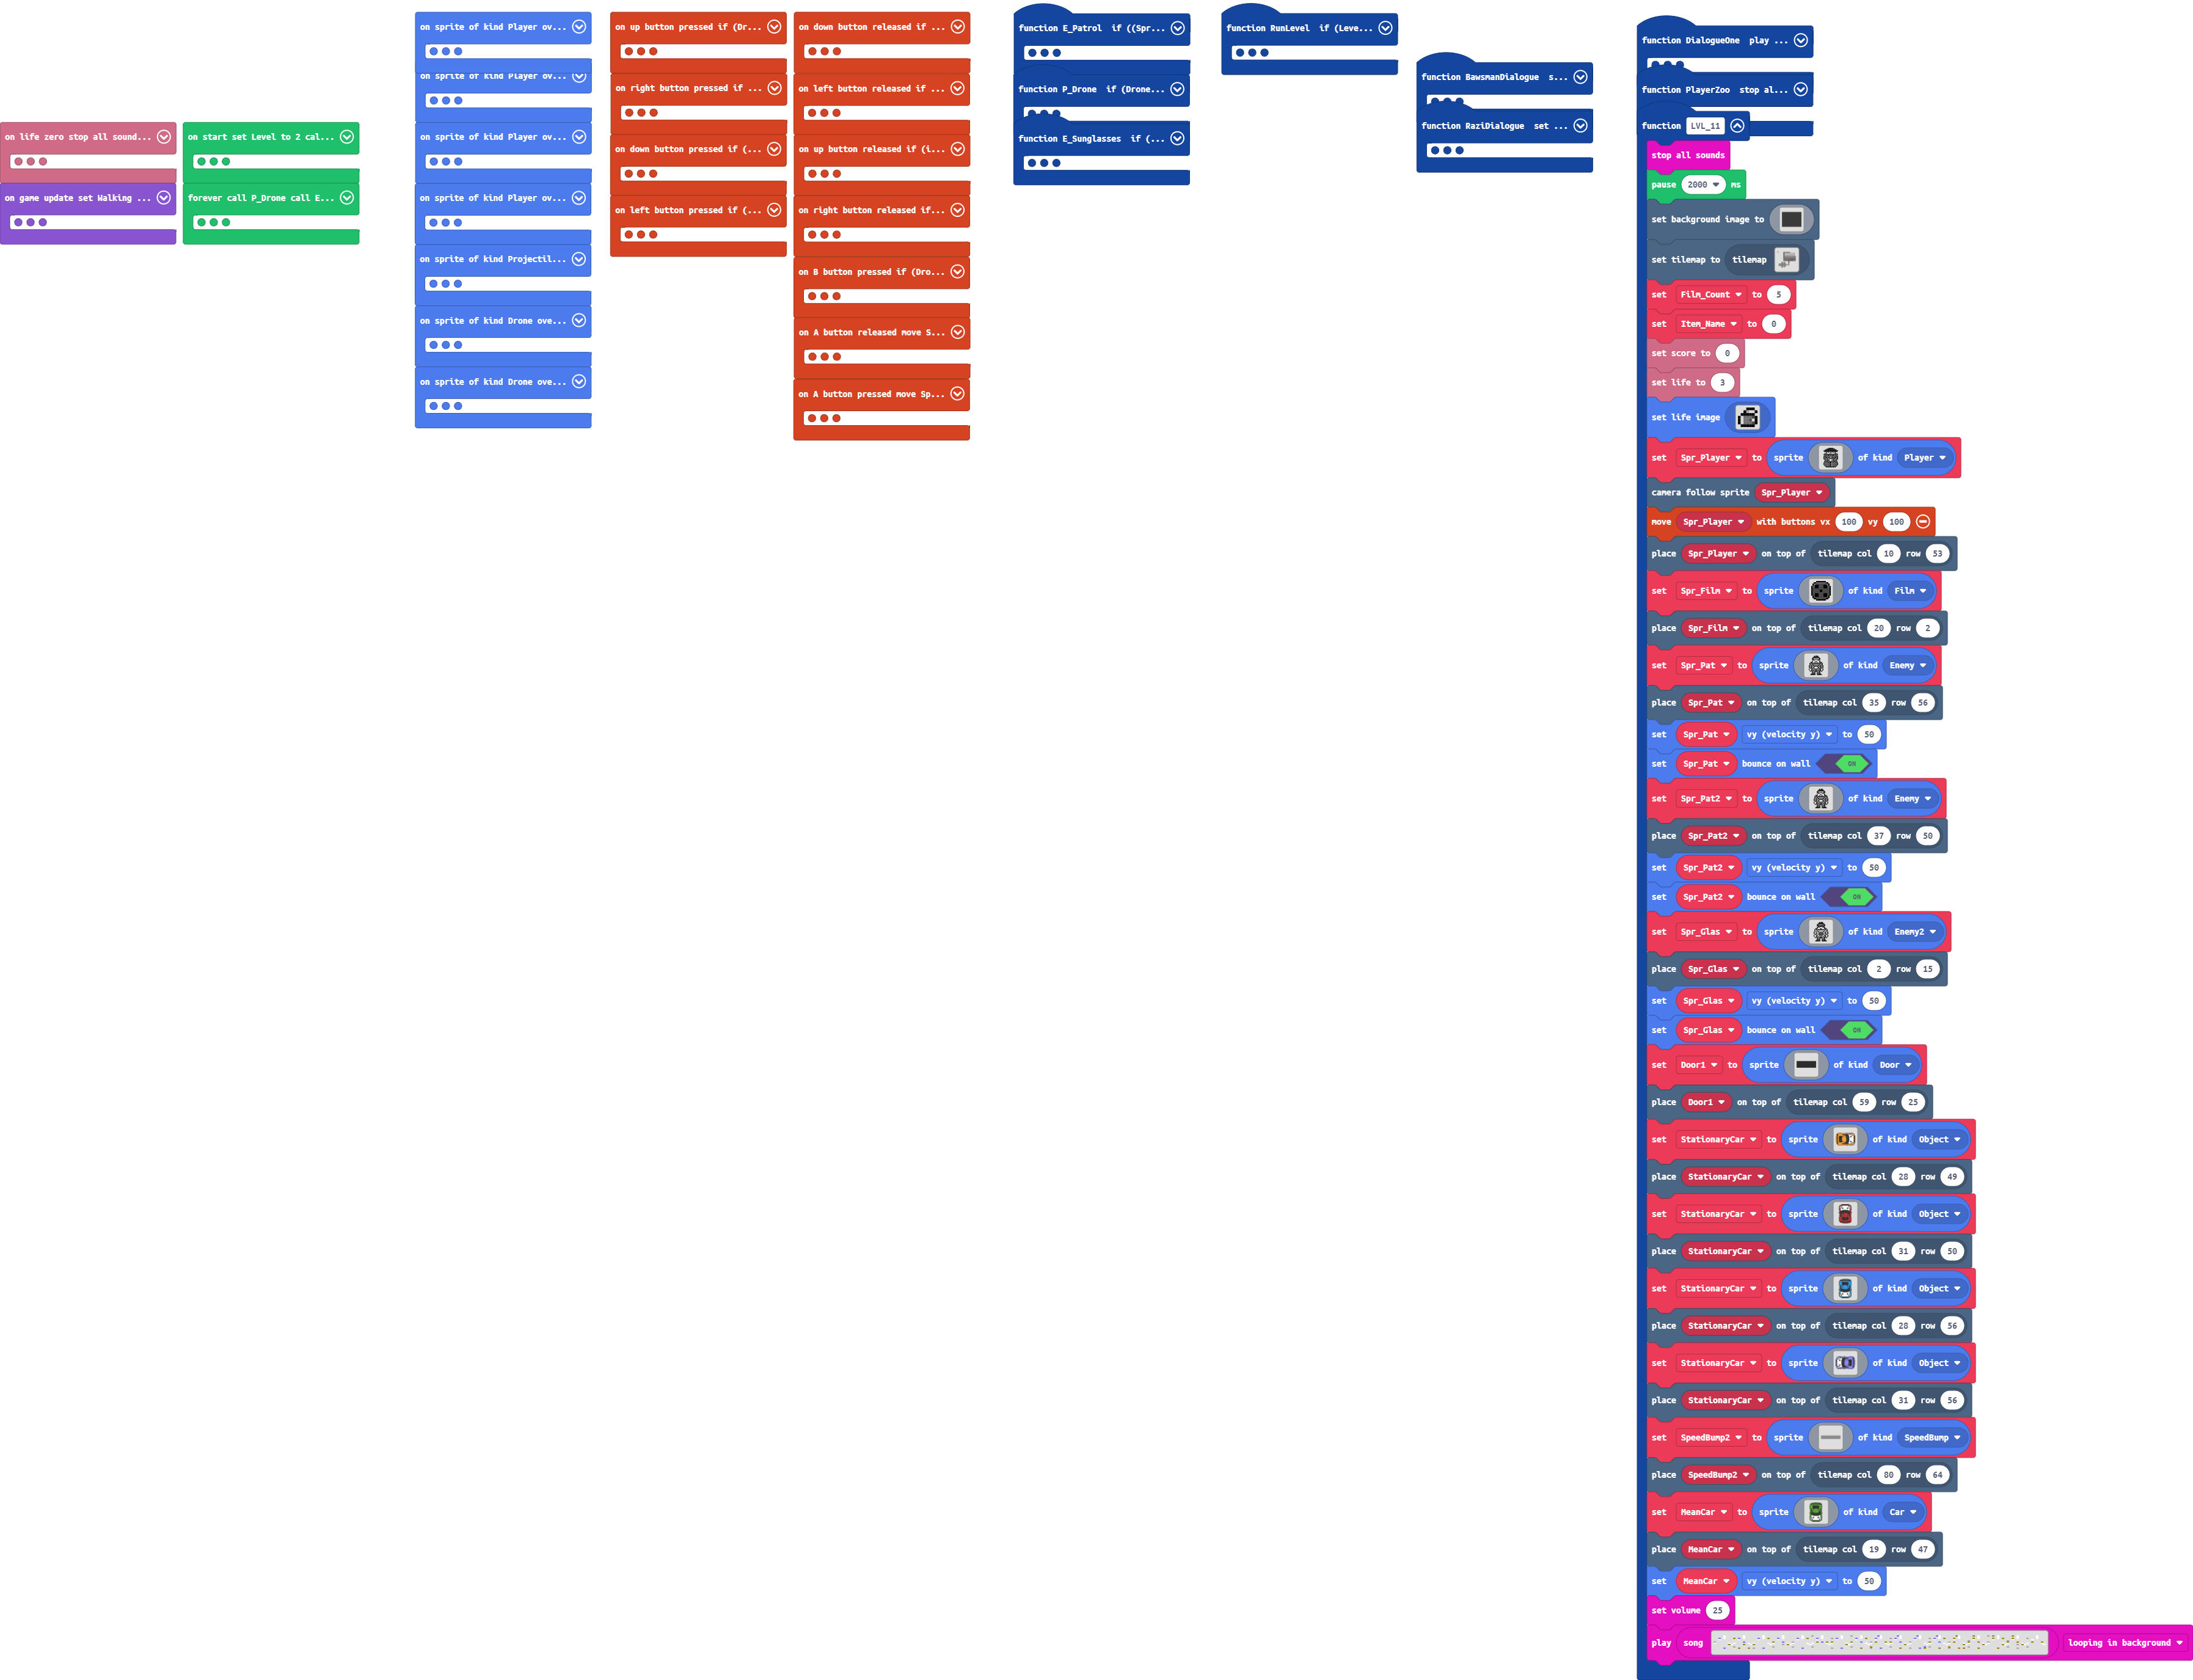 on life zero stop all sound...
on game update set Walking ...
on start set Level to 2 cal...
forever call P_Drone call E...
on sprite of kind Player ov...
on sprite of kind Player ov...
on sprite of kind Player ov...
on sprite of kind Player ov...
on sprite of kind Projectil...
on sprite of kind Drone ove...
on sprite of kind Drone ove...
on up button pressed if (Dr...
on right button pressed if ...
on down button pressed if (...
on left button pressed if (...
on down button released if ...
on left button released if ...
on up button released if (i...
on right button released if...
on B button pressed if (Dro...
on A button released move S...
on A button pressed move Sp...
function E_Patrol if ((Spr...
function P_Drone if (Drone...
function E_Sunglasses if (...
function RunLevel if (Leve...
function BawsmanDialogue s...
function RaziDialogue set ...
function DialogueOne play ...
function PlayerZoo stop al...
function LVL_11
stop all sounds
pause 2000 ms
set background image to
set tilemap to tilemap
set Film_Count to 5
set Item_Name to 0
set score to 0
set life to 3
set life image
set Spr_Player to sprite of kind Player
camera follow sprite Spr_Player
move Spr_Player with buttons vx 100 vy 100
place Spr_Player on top of tilemap col 10 row 53
set Spr_Film to sprite of kind Film
place Spr_Film on top of tilemap col 20 row 2
set Spr_Pat to sprite of kind Enemy
place Spr_Pat on top of tilemap col 35 row 56
set Spr_Pat vy (velocity y) to 50
set Spr_Pat bounce on wall ON
set Spr_Pat2 to sprite of kind Enemy
place Spr_Pat2 on top of tilemap col 37 row 50
set Spr_Pat2 vy (velocity y) to 50
set Spr_Pat2 bounce on wall ON
set Spr_Glas to sprite of kind Enemy2
place Spr_Glas on top of tilemap col 2 row 15
set Spr_Glas vy (velocity y) to 50
set Spr_Glas bounce on wall ON
set Door1 to sprite of kind Door
place Door1 on top of tilemap col 59 row 25
set StationaryCar to sprite of kind Object
place StationaryCar on top of tilemap col 28 row 49
set StationaryCar to sprite of kind Object
place StationaryCar on top of tilemap col 31 row 50
set StationaryCar to sprite of kind Object
place StationaryCar on top of tilemap col 28 row 56
set StationaryCar to sprite of kind Object
place StationaryCar on top of tilemap col 31 row 56
set SpeedBump2 to sprite of kind SpeedBump
place SpeedBump2 on top of tilemap col 80 row 64
set MeanCar to sprite of kind Car
place MeanCar on top of tilemap col 19 row 47
set MeanCar vy (velocity y) to 50
set volume 25
play song looping in background